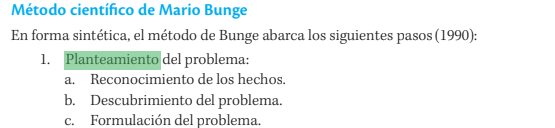 Método científico de Mario Bunge
En forma sintética, el método de Bunge abarca los siguientes pasos (1990):
1. Planteamiento del problema:
a. Reconocimiento de los hechos.
b. Descubrimiento del problema.
c. Formulación del problema.